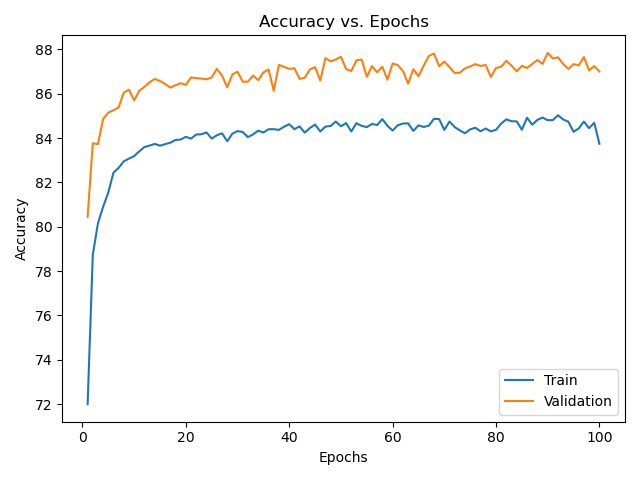 Accuracy vs. Epochs
Accuracy
88
86
84
82
80
78
76
74
72
0 20 40 60 80 100
Epochs
Train
Validation